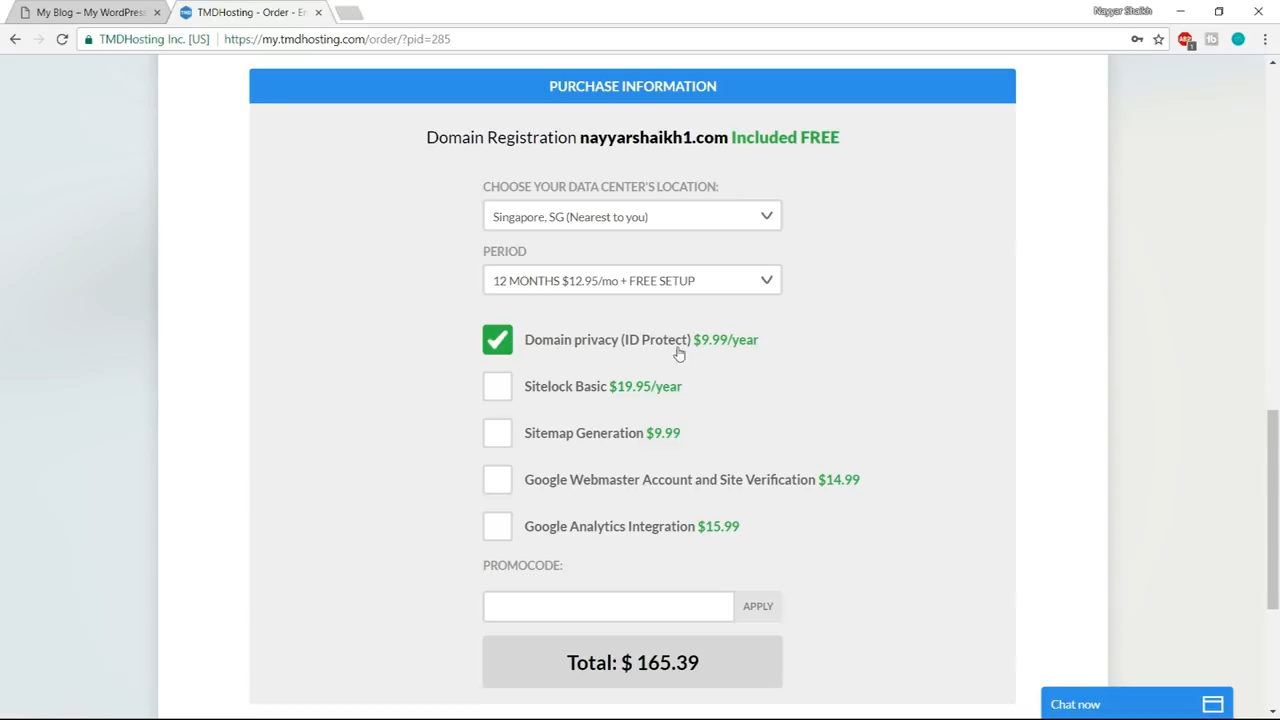 My Blog – My WordPres
TMDHosting - Order - En
Nayyar Shaikh
TMDHosting Inc. [US]
https://my.tmdhosting.com/order/?pid=285
PURCHASE INFORMATION
Domain Registration nayyarshaikh1.com Included FREE
CHOOSE YOUR DATA CENTER'S LOCATION:
Singapore, SG (Nearest to you)
PERIOD
12 MONTHS $12.95/mo + FREE SETUP
Domain privacy (ID Protect) $9.99/year
Sitelock Basic $19.95/year
Sitemap Generation $9.99
Google Webmaster Account and Site Verification $14.99
Google Analytics Integration $15.99
PROMOCODE:
APPLY
Total: $ 165.39
Chat now